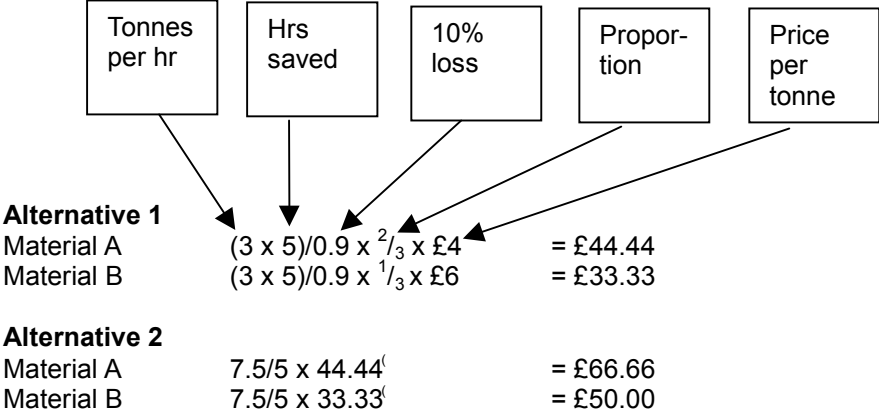 Tonnes per hr
Hrs saved
10% loss
Propor-tion
Price per tonne
Alternative 1
Material A (3 x 5)/0.9 x 2/3 x £4 = £44.44
Material B (3 x 5)/0.9 x 1/3 x £6 = £33.33
Alternative 2
Material A 7.5/5 x 44.44( = £66.66
Material B 7.5/5 x 33.33( = £50.00